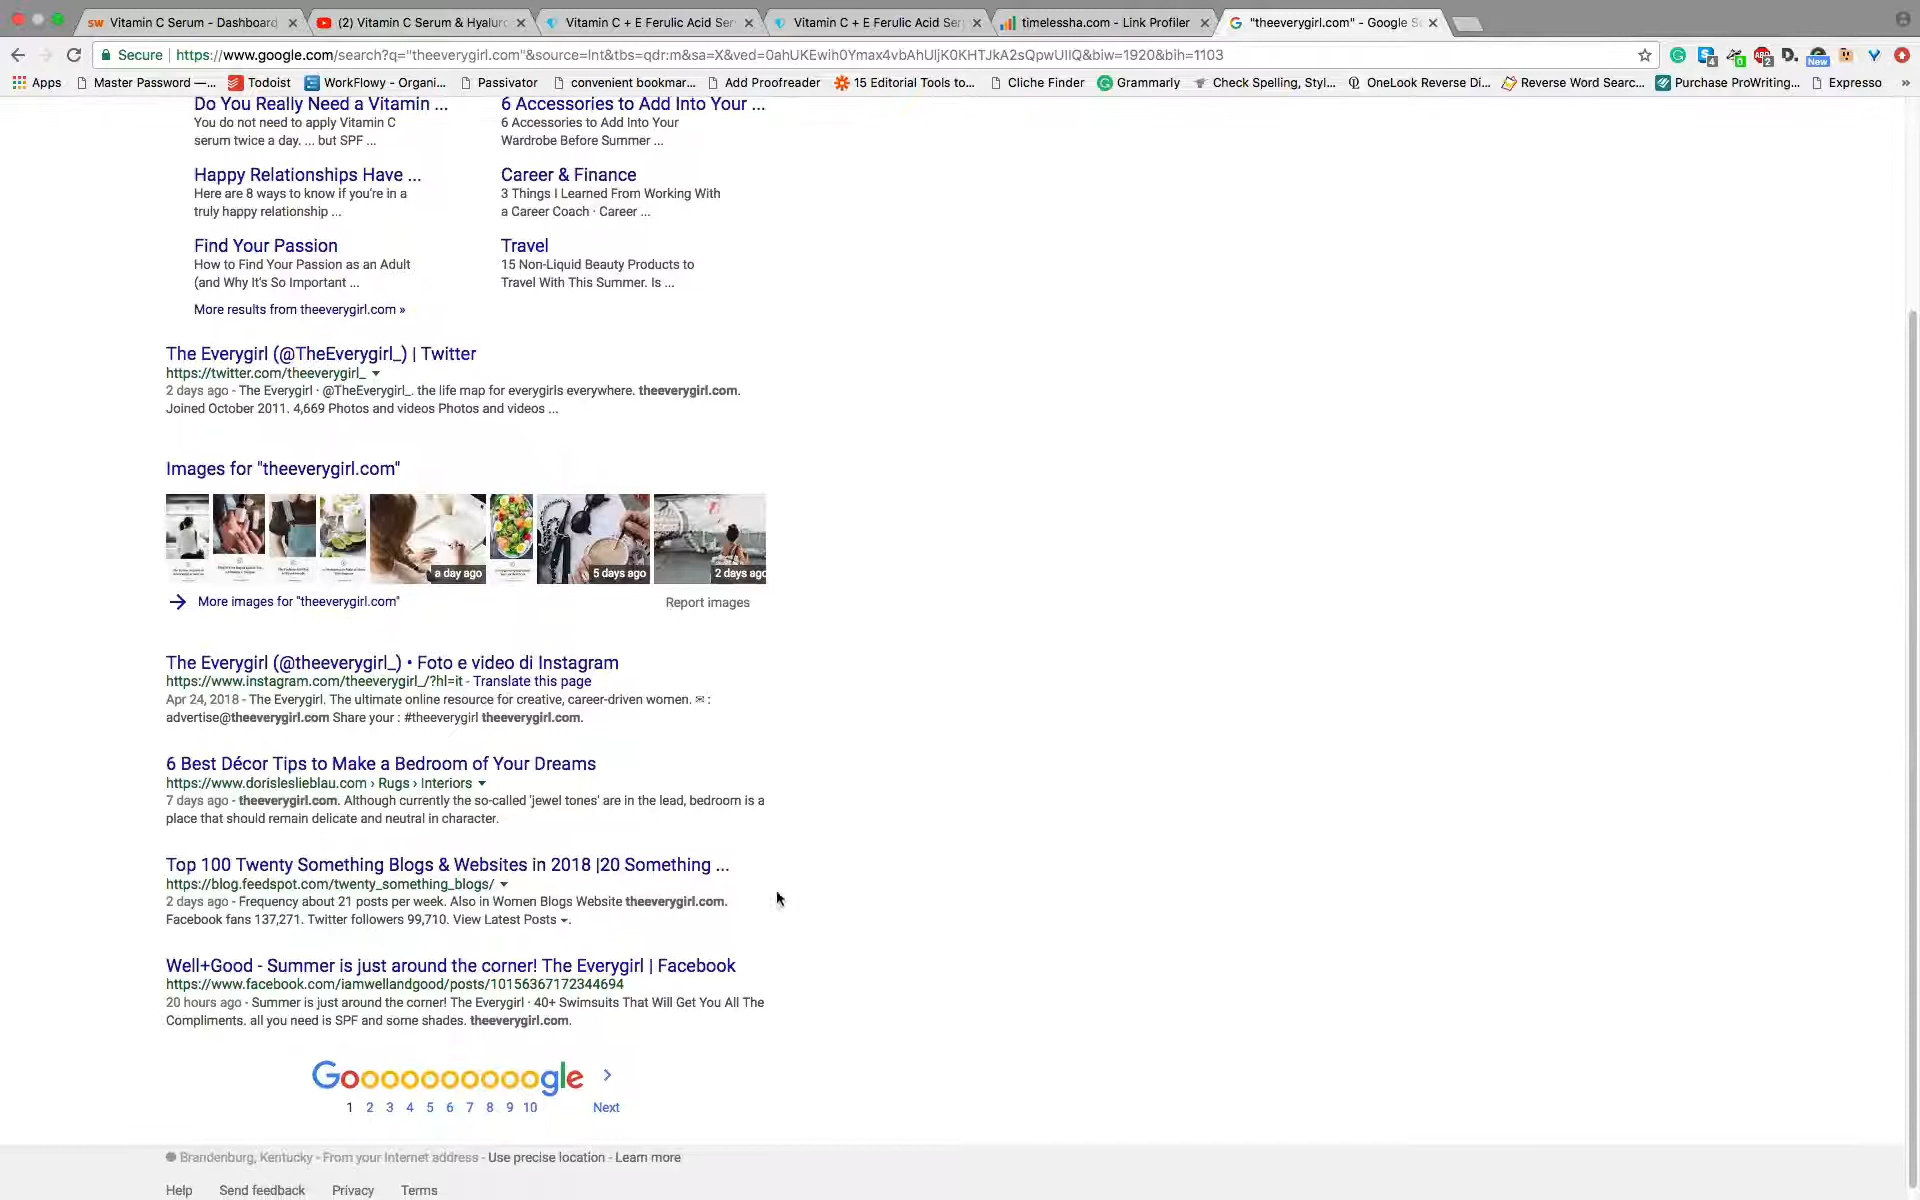 Vitamin C Serum - Dashboard
(2) Vitamin C Serum & Hyaluro
Vitamin C + E Ferulic Acid Ser
Vitamin C + E Ferulic Acid Ser
timelessha.com - Link Profiler
"theeverygirl.com" - Google Se
Secure
https://www.google.com/search?q="theeverygirl.com"&source=lnt&tbs=qdr:m&sa=X&ved=0ahUKEwih0Ymax4vbAhUIjK0KHTJkA2sQpwUIIQ&biw=1920&bih=1103
Apps
Master Password —...
Todoist
WorkFlowy - Organi...
Passivator
convenient bookmar...
Add Proofreader
15 Editorial Tools to...
Cliche Finder
Grammarly
Check Spelling, Styl...
OneLook Reverse Di...
Reverse Word Searc...
Purchase ProWriting...
Expresso
»
Do You Really Need a Vitamin ...
You do not need to apply Vitamin C
serum twice a day. ... but SPF ...
6 Accessories to Add Into Your ...
6 Accessories to Add Into Your
Wardrobe Before Summer ...
Happy Relationships Have ...
Here are 8 ways to know if you're in a
truly happy relationship ...
Career & Finance
3 Things I Learned From Working With
a Career Coach · Career ...
Find Your Passion
How to Find Your Passion as an Adult
(and Why It's So Important ...
Travel
15 Non-Liquid Beauty Products to
Travel With This Summer. Is ...
More results from theeverygirl.com »
The Everygirl (@TheEverygirl_) | Twitter
https://twitter.com/theeverygirl_
2 days ago - The Everygirl · @TheEverygirl_. the life map for everygirls everywhere. theeverygirl.com.
Joined October 2011. 4,669 Photos and videos Photos and videos ...
Images for "theeverygirl.com"
a day ago
5 days ago
2 days ago
More images for "theeverygirl.com"
Report images
The Everygirl (@theeverygirl_) • Foto e video di Instagram
https://www.instagram.com/theeverygirl_/?hl=it - Translate this page
Apr 24, 2018 - The Everygirl. The ultimate online resource for creative, career-driven women. ✉ :
advertise@theeverygirl.com Share your : #theeverygirl theeverygirl.com.
6 Best Décor Tips to Make a Bedroom of Your Dreams
https://www.dorisleslieblau.com › Rugs › Interiors
7 days ago - theeverygirl.com. Although currently the so-called 'jewel tones' are in the lead, bedroom is a
place that should remain delicate and neutral in character.
Top 100 Twenty Something Blogs & Websites in 2018 |20 Something ...
https://blog.feedspot.com/twenty_something_blogs/
2 days ago - Frequency about 21 posts per week. Also in Women Blogs Website theeverygirl.com.
Facebook fans 137,271. Twitter followers 99,710. View Latest Posts
Well+Good - Summer is just around the corner! The Everygirl | Facebook
https://www.facebook.com/iamwellandgood/posts/10156367172344694
20 hours ago - Summer is just around the corner! The Everygirl · 40+ Swimsuits That Will Get You All The
Compliments. all you need is SPF and some shades. theeverygirl.com.
Goooooooooogle
1 2 3 4 5 6 7 8 9 10 Next
Brandenburg, Kentucky - From your Internet address - Use precise location - Learn more
Help Send feedback Privacy Terms